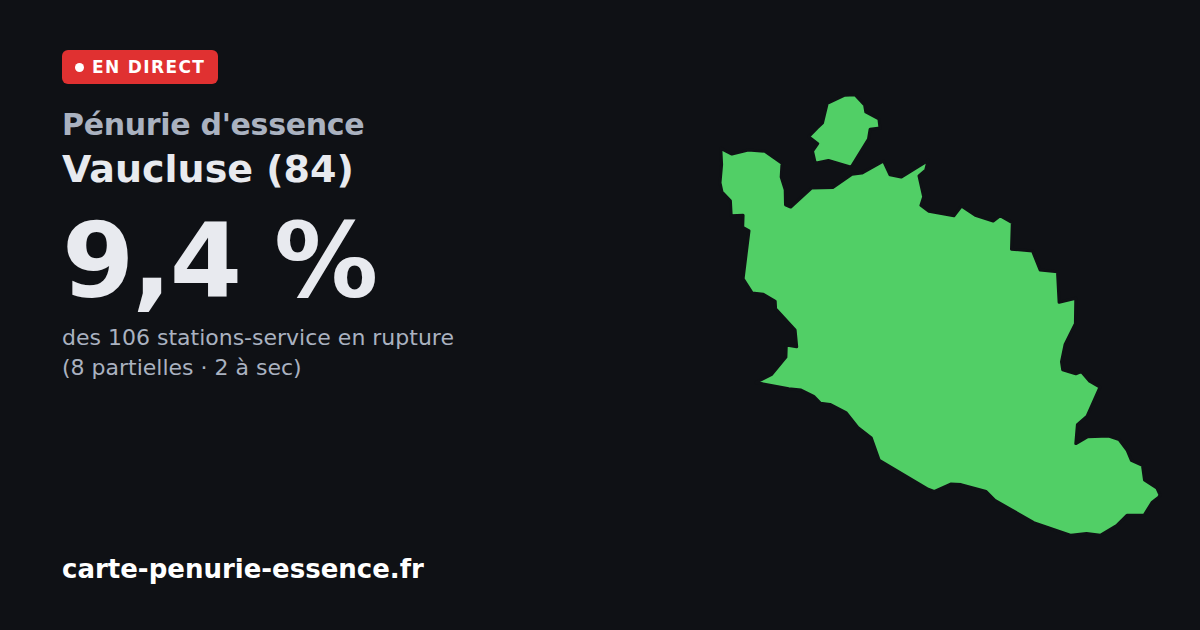 EN DIRECT
Pénurie d'essence
Vaucluse (84)
9,4 %
des 106 stations-service en rupture
(8 partielles · 2 à sec)
carte-penurie-essence.fr